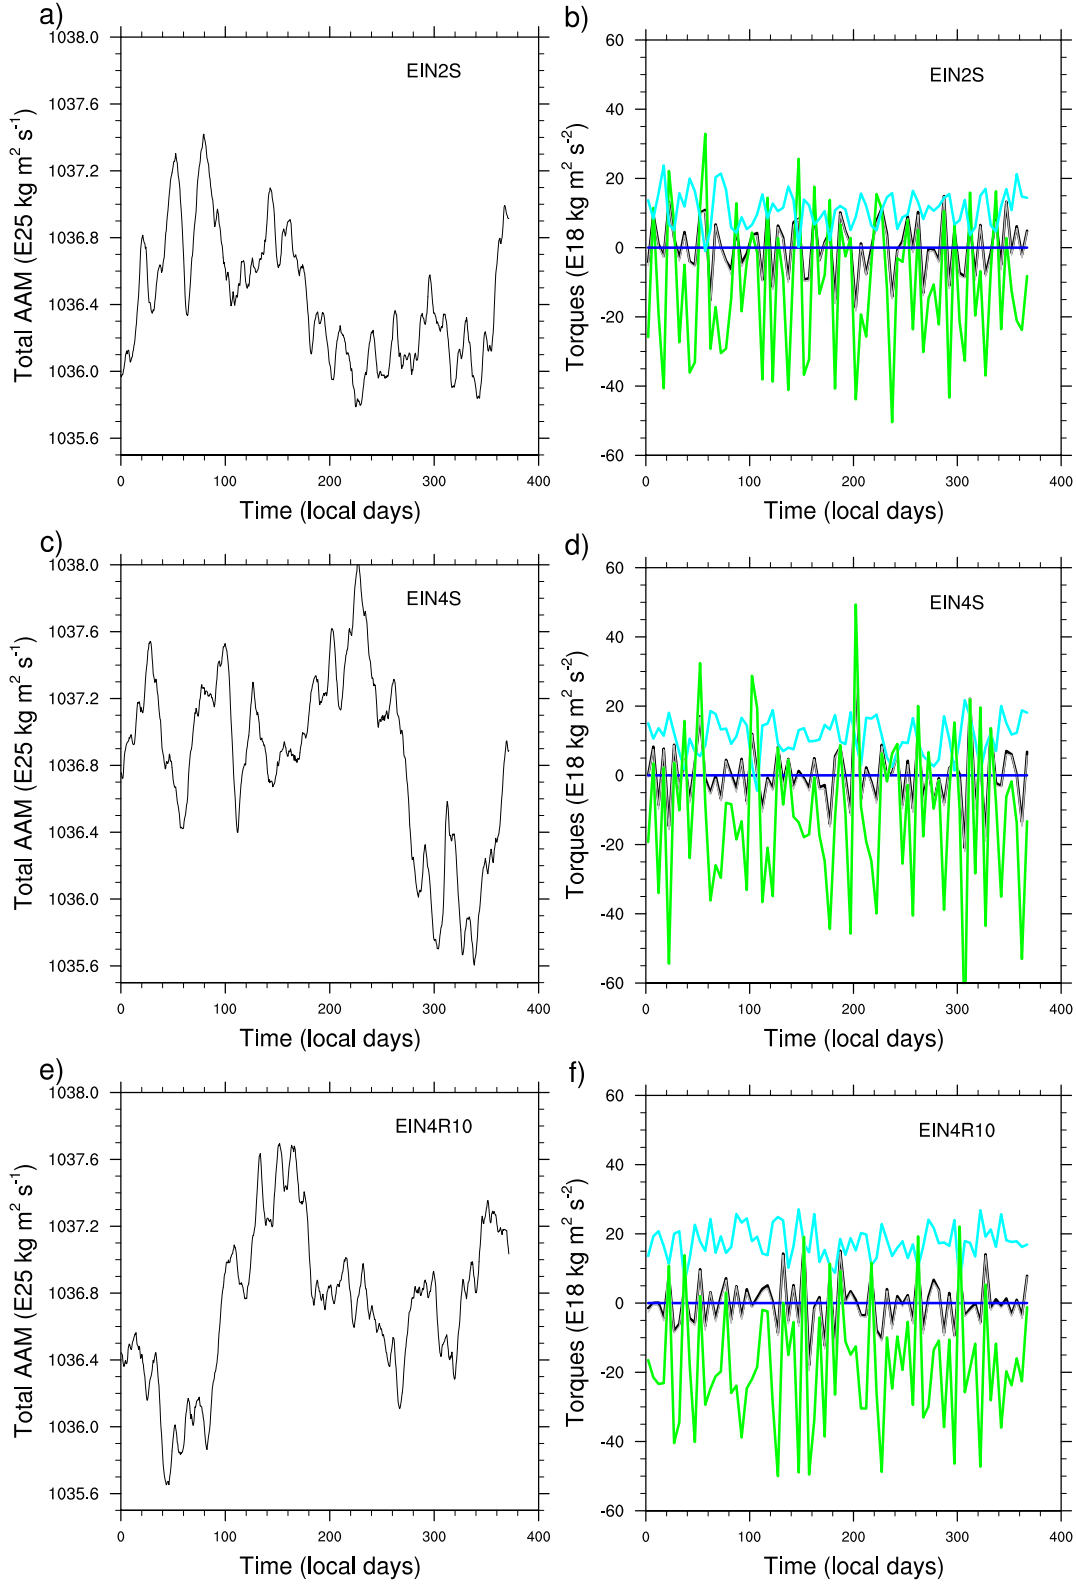 a)
1038.0
1037.6
1037.2
1036.8
1036.4
1036.0
1035.6
Total AAM (E25 kg m² s⁻¹)
EIN2S
0 100 200 300 400
Time (local days)
b)
60
40
20
0
-20
-40
-60
Torques (E18 kg m² s⁻²)
EIN2S
0 100 200 300 400
Time (local days)
c)
1038.0
1037.6
1037.2
1036.8
1036.4
1036.0
1035.6
Total AAM (E25 kg m² s⁻¹)
EIN4S
0 100 200 300 400
Time (local days)
d)
60
40
20
0
-20
-40
-60
Torques (E18 kg m² s⁻²)
EIN4S
0 100 200 300 400
Time (local days)
e)
1038.0
1037.6
1037.2
1036.8
1036.4
1036.0
1035.6
Total AAM (E25 kg m² s⁻¹)
EIN4R10
0 100 200 300 400
Time (local days)
f)
60
40
20
0
-20
-40
-60
Torques (E18 kg m² s⁻²)
EIN4R10
0 100 200 300 400
Time (local days)